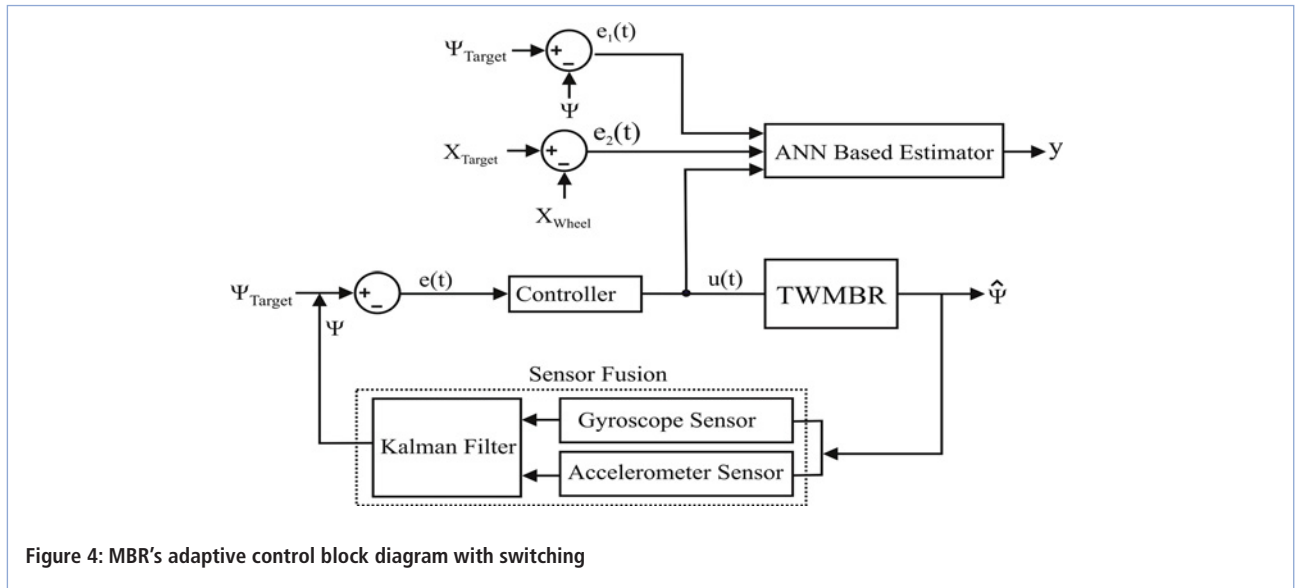 Ψ_Target
+
−
e₁(t)
Ψ
X_Target
+
−
e₂(t)
X_Wheel
ANN Based Estimator
y
Ψ_Target
+
−
Ψ
e(t)
Controller
u(t)
TWMBR
Ψ̂
Sensor Fusion
Kalman Filter
Gyroscope Sensor
Accelerometer Sensor
Figure 4: MBR's adaptive control block diagram with switching